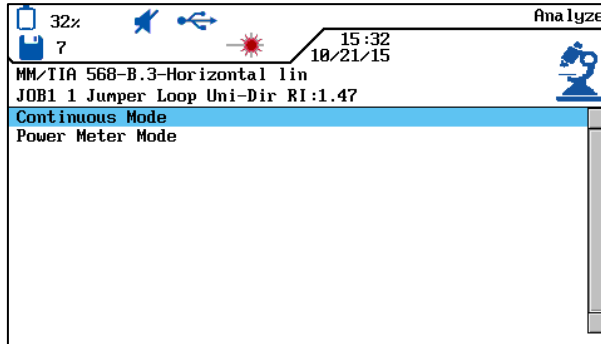 32%
Analyze
7
15:32
10/21/15
MM/TIA 568-B.3-Horizontal lin
JOB1 1 Jumper Loop Uni-Dir RI:1.47
Continuous Mode
Power Meter Mode